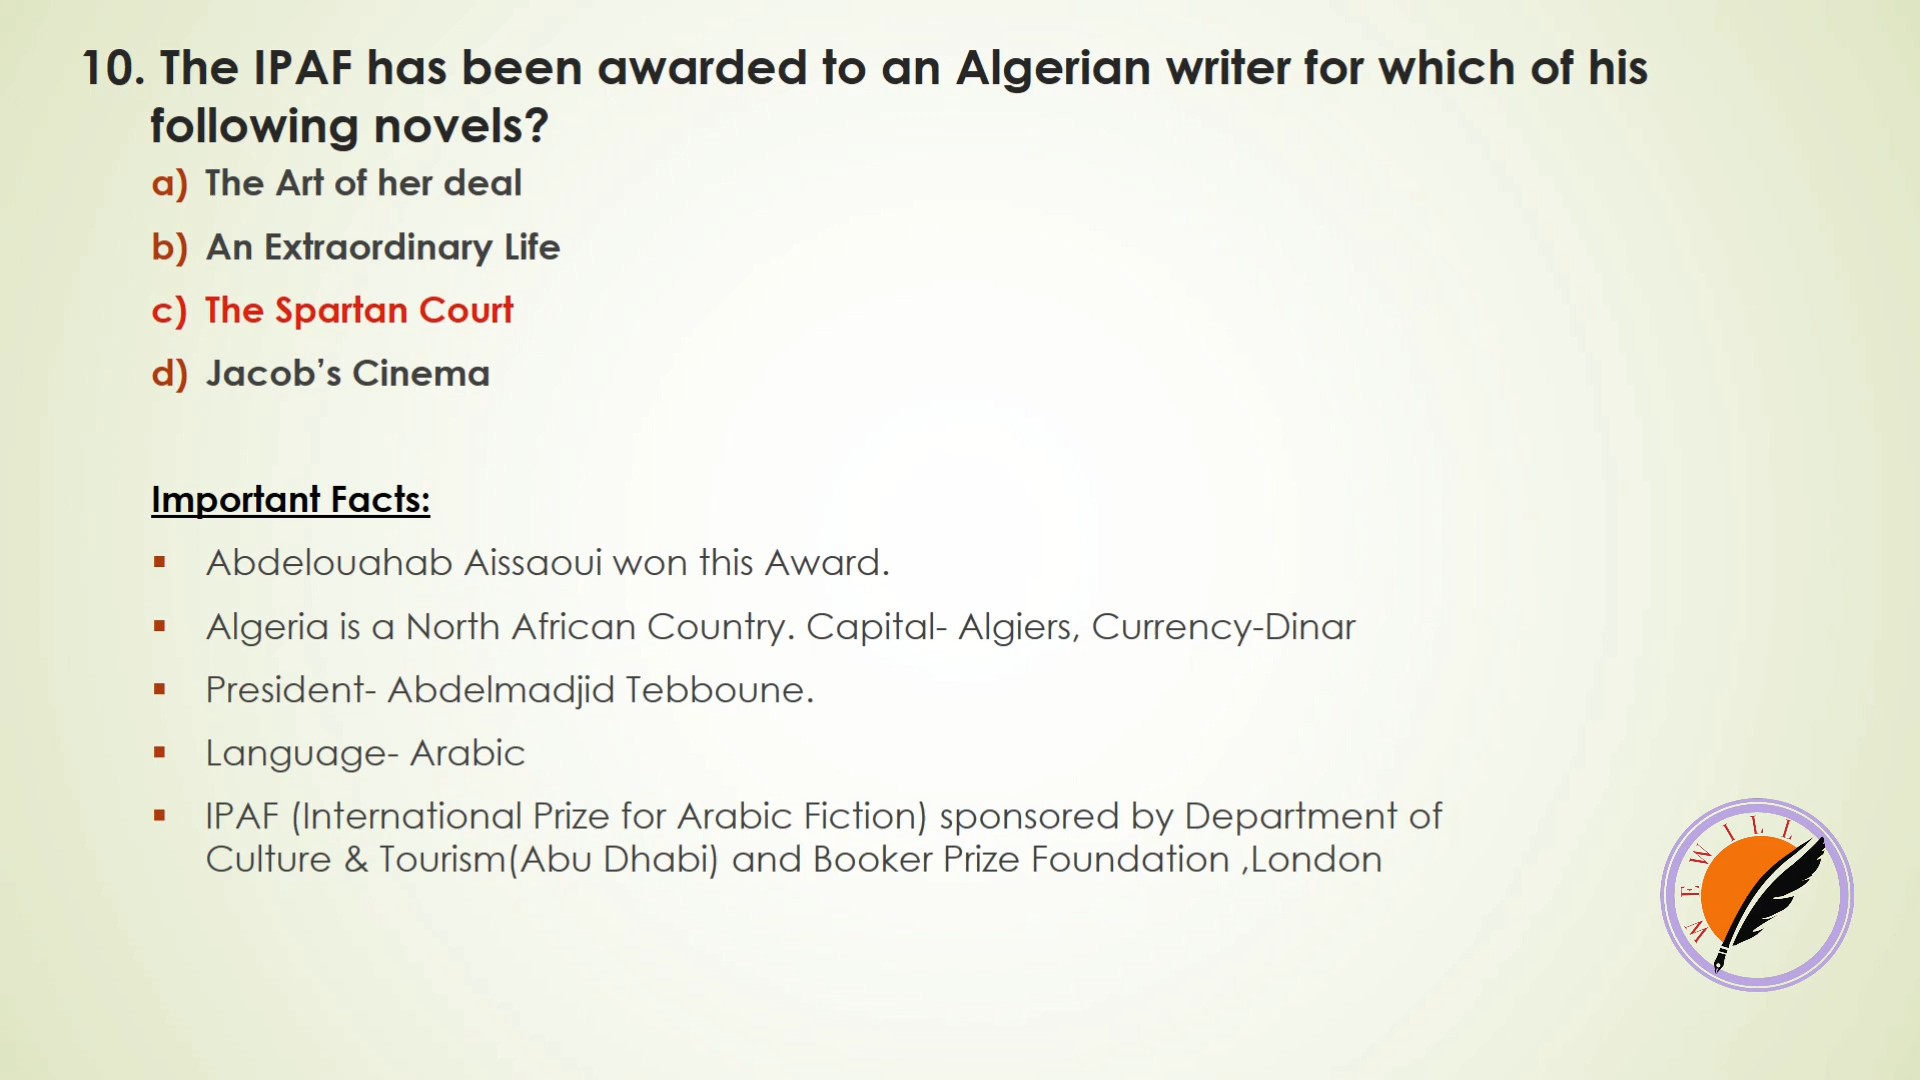 10. The IPAF has been awarded to an Algerian writer for which of his
following novels?
a) The Art of her deal
b) An Extraordinary Life
c) The Spartan Court
d) Jacob’s Cinema
Important Facts:
▪ Abdelouahab Aissaoui won this Award.
▪ Algeria is a North African Country. Capital- Algiers, Currency-Dinar
▪ President- Abdelmadjid Tebboune.
▪ Language- Arabic
▪ IPAF (International Prize for Arabic Fiction) sponsored by Department of
Culture & Tourism(Abu Dhabi) and Booker Prize Foundation ,London
WE WILL